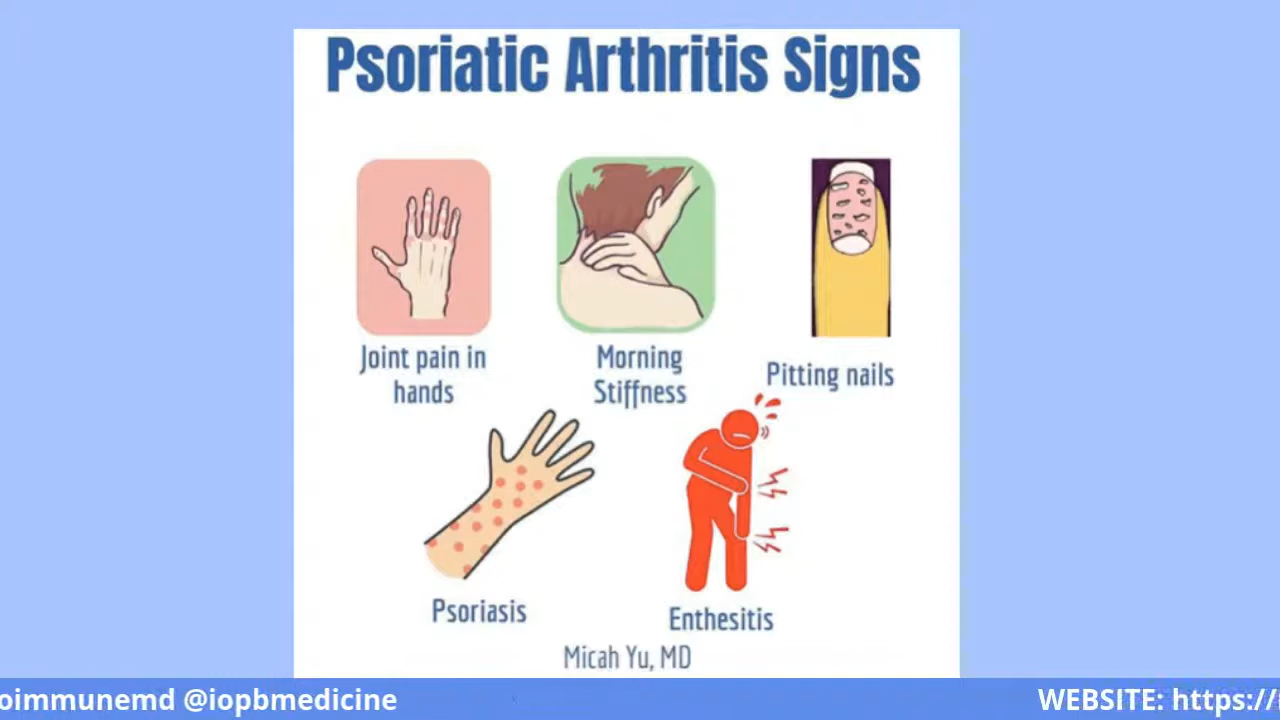 Psoriatic Arthritis Signs
Joint pain in
hands
Morning
Stiffness
Pitting nails
Psoriasis
Enthesitis
Micah Yu, MD
oimmunemd @iopbmedicine
WEBSITE: https://